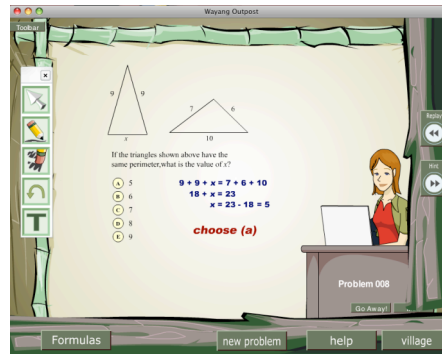 Wayang Outpost
Toolbar
9
9
x
7
6
10
If the triangles shown above have the
same perimeter,what is the value of x?
A 5
B 6
C 7
D 8
E 9
9 + 9 + x = 7 + 6 + 10
18 + x = 23
x = 23 - 18 = 5
choose (a)
T
Replay
Hint
Problem 008
Go Away!
Formulas
new problem
help
village